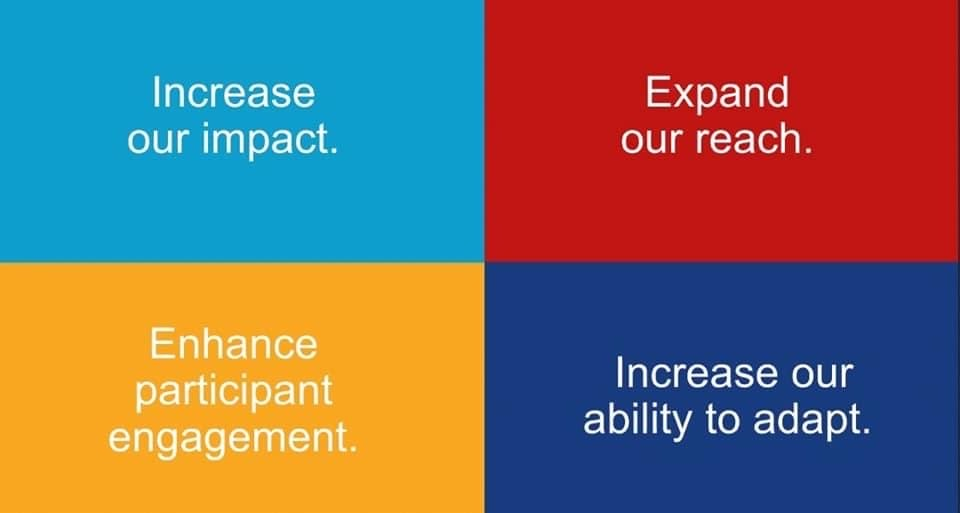 Increase
our impact.
Expand
our reach.
Enhance
participant
engagement.
Increase our
ability to adapt.